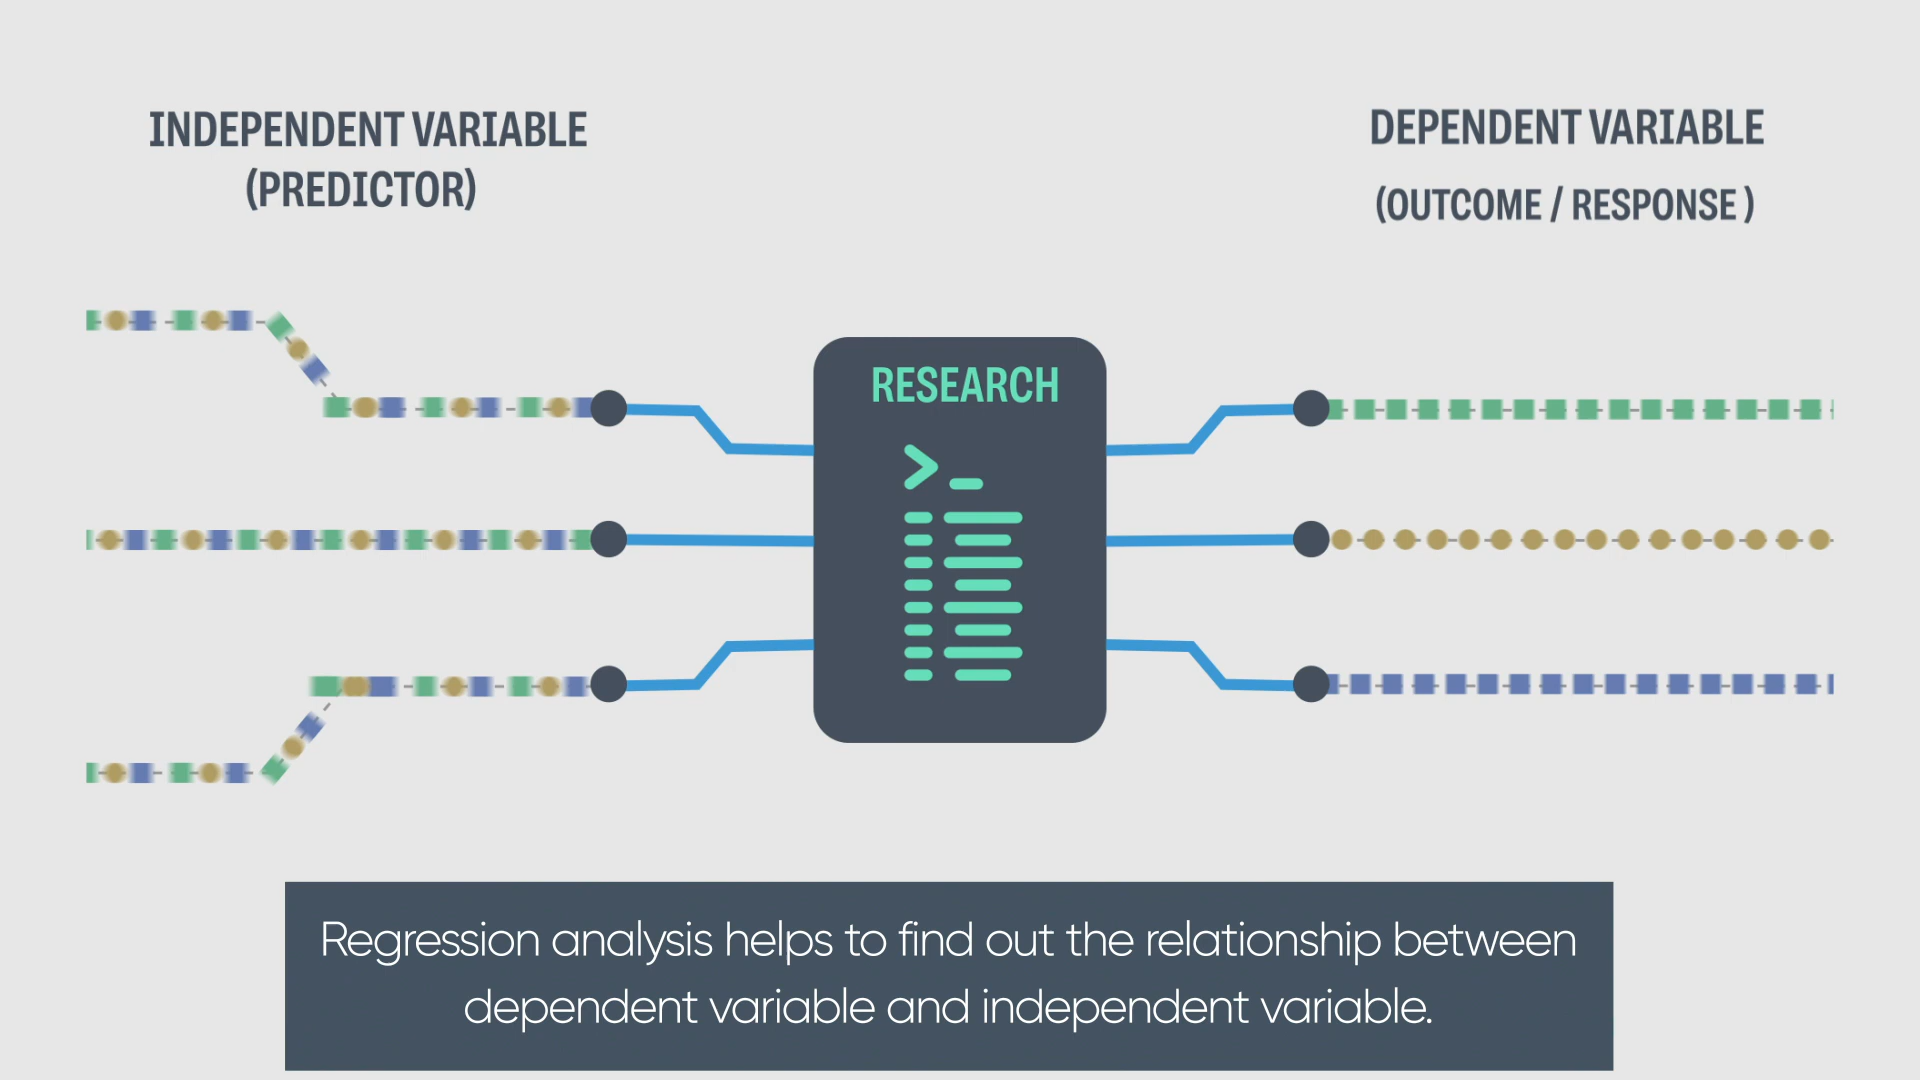 INDEPENDENT VARIABLE
(PREDICTOR)
DEPENDENT VARIABLE
(OUTCOME / RESPONSE )
RESEARCH
Regression analysis helps to find out the relationship between
dependent variable and independent variable.